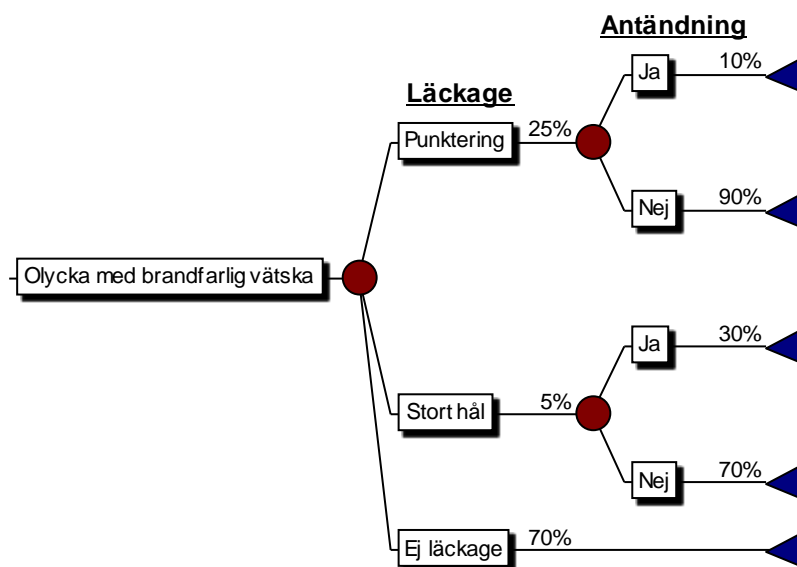 Antändning
Läckage
Ja 10%
Punktering 25%
Nej 90%
Olycka med brandfarlig vätska
Ja 30%
Stort hål 5%
Nej 70%
Ej läckage 70%